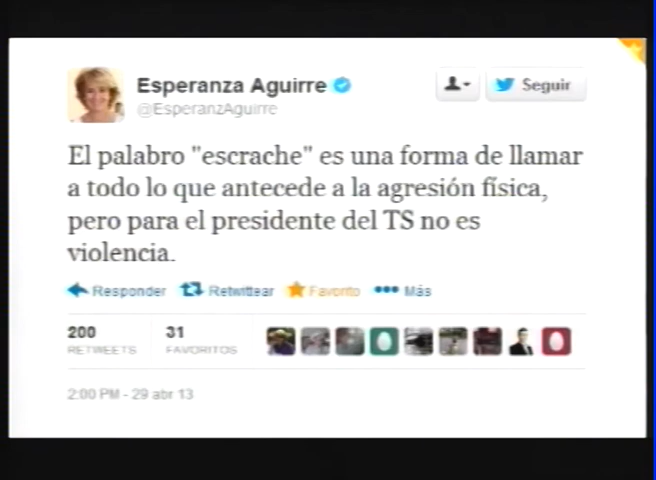 Esperanza Aguirre
@EsperanzAguirre
Seguir
El palabro "escrache" es una forma de llamar
a todo lo que antecede a la agresión física,
pero para el presidente del TS no es
violencia.
Responder Retwittear Favorito Más
200 31
RETWEETS FAVORITOS
2:00 PM - 29 abr 13